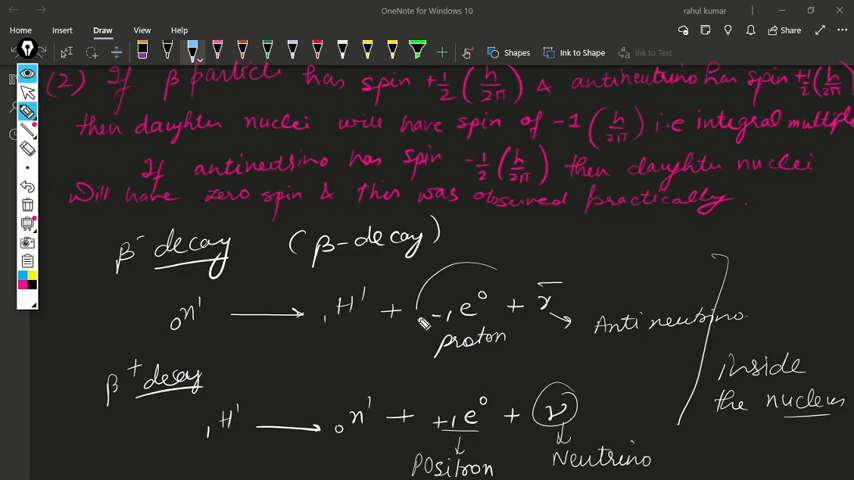 OneNote for Windows 10
rahul kumar
Home Insert Draw View Help
Share
Shapes Ink to Shape Ink to Text
(2) If β particle has spin +1/2 (h/2π) & antineutrino has spin +1/2 (h/2π)
then daughter nuclei will have spin of -1 (h/2π) i.e integral multiple
If antineutrino has spin -1/2 (h/2π) then daughter nuclei
will have zero spin & this was observed practically.
β⁻ decay (β-decay)
₀n¹ → ₁H¹ + ₋₁e⁰ + ν̄ → Antineutrino.
proton
β⁺ decay
inside
the nucleus
₁H¹ → ₀n¹ + ₊₁e⁰ + ν
Positron Neutrino